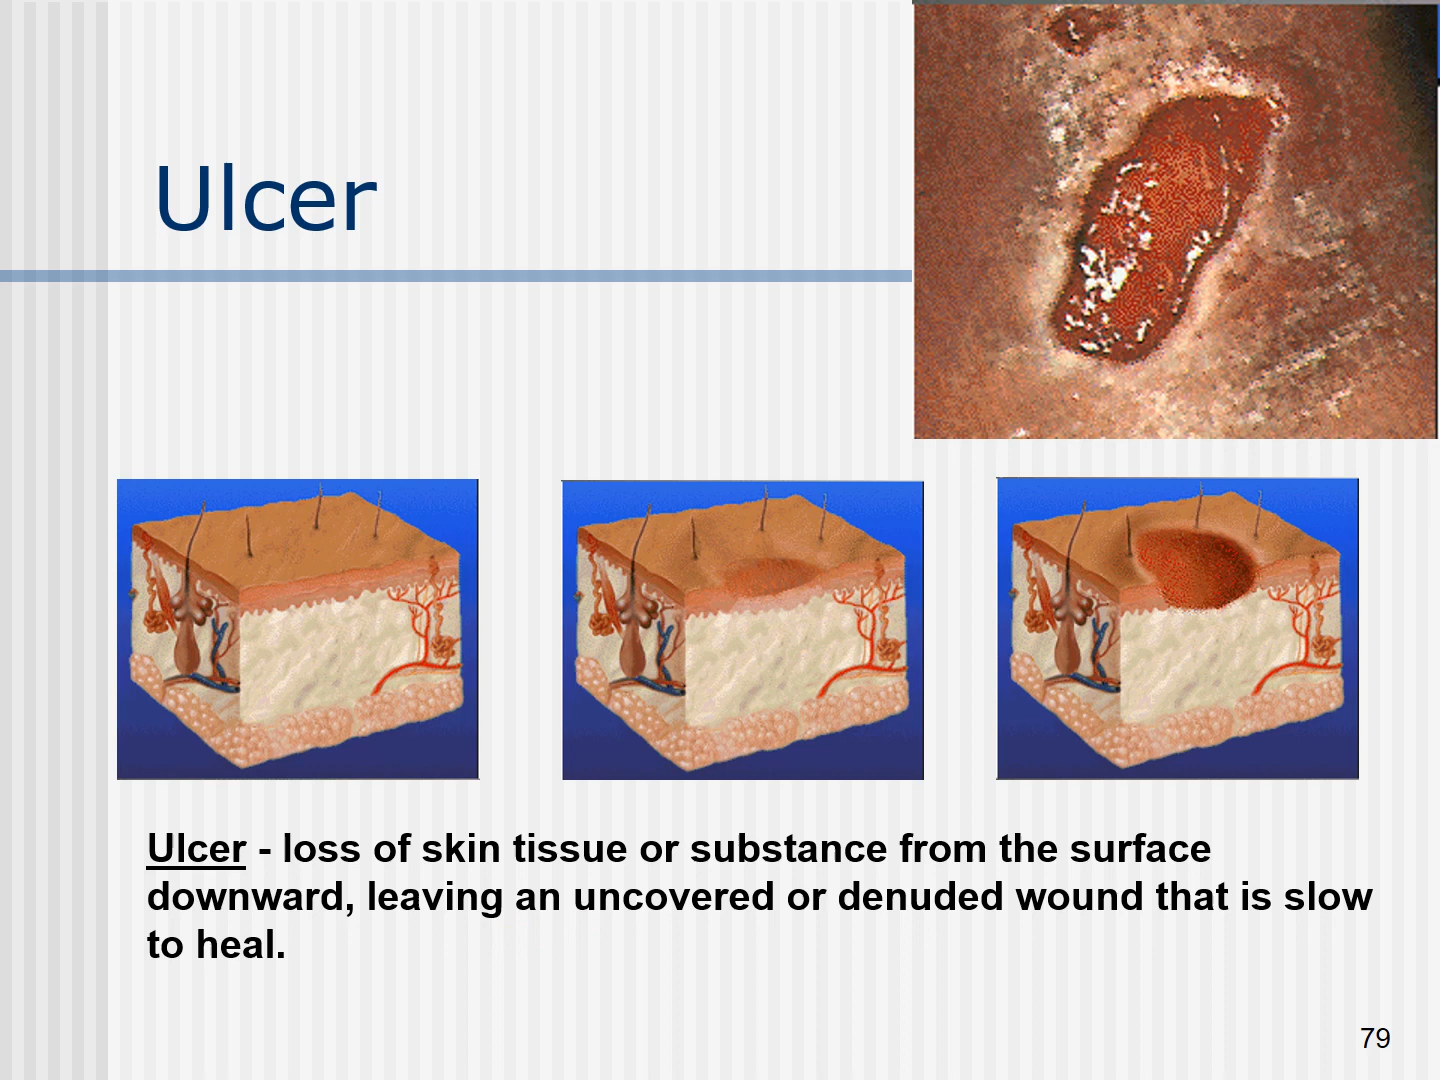 Ulcer
Ulcer - loss of skin tissue or substance from the surface
downward, leaving an uncovered or denuded wound that is slow
to heal.
79